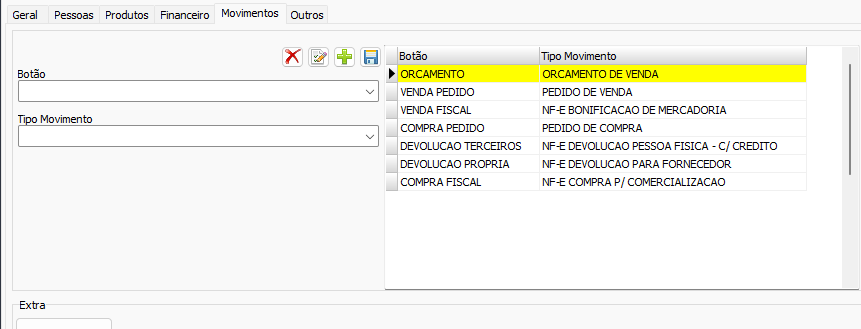 Geral Pessoas Produtos Financeiro Movimentos Outros
Botão
Tipo Movimento
Botão Tipo Movimento
ORCAMENTO ORCAMENTO DE VENDA
VENDA PEDIDO PEDIDO DE VENDA
VENDA FISCAL NF-E BONIFICACAO DE MERCADORIA
COMPRA PEDIDO PEDIDO DE COMPRA
DEVOLUCAO TERCEIROS NF-E DEVOLUCAO PESSOA FISICA - C/ CREDITO
DEVOLUCAO PROPRIA NF-E DEVOLUCAO PARA FORNECEDOR
COMPRA FISCAL NF-E COMPRA P/ COMERCIALIZACAO
Extra